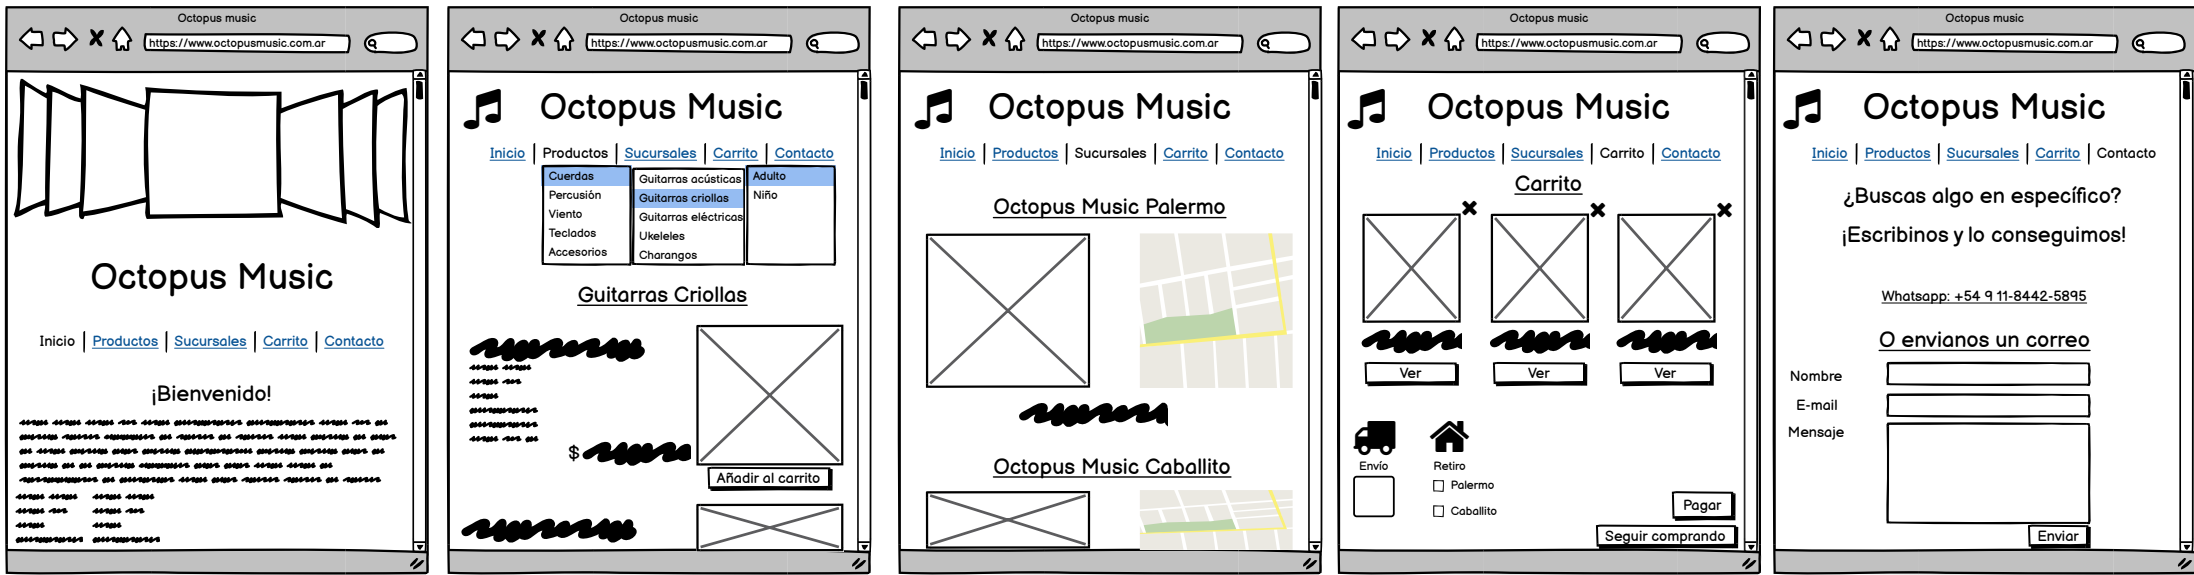 Octopus music
https://www.octopusmusic.com.ar
Octopus Music
Inicio | Productos | Sucursales | Carrito | Contacto
¡Bienvenido!
Octopus music
https://www.octopusmusic.com.ar
Octopus Music
Inicio | Productos | Sucursales | Carrito | Contacto
Cuerdas
Percusión
Viento
Teclados
Accesorios
Guitarras acústicas
Guitarras criollas
Guitarras eléctricas
Ukeleles
Charangos
Adulto
Niño
Guitarras Criollas
$
Añadir al carrito
Octopus music
https://www.octopusmusic.com.ar
Octopus Music
Inicio | Productos | Sucursales | Carrito | Contacto
Octopus Music Palermo
Octopus Music Caballito
Octopus music
https://www.octopusmusic.com.ar
Octopus Music
Inicio | Productos | Sucursales | Carrito | Contacto
Carrito
Ver
Ver
Ver
Envío
Retiro
Palermo
Caballito
Pagar
Seguir comprando
Octopus music
https://www.octopusmusic.com.ar
Octopus Music
Inicio | Productos | Sucursales | Carrito | Contacto
¿Buscas algo en específico?
¡Escribinos y lo conseguimos!
Whatsapp: +54 9 11-8442-5895
O envianos un correo
Nombre
E-mail
Mensaje
Enviar